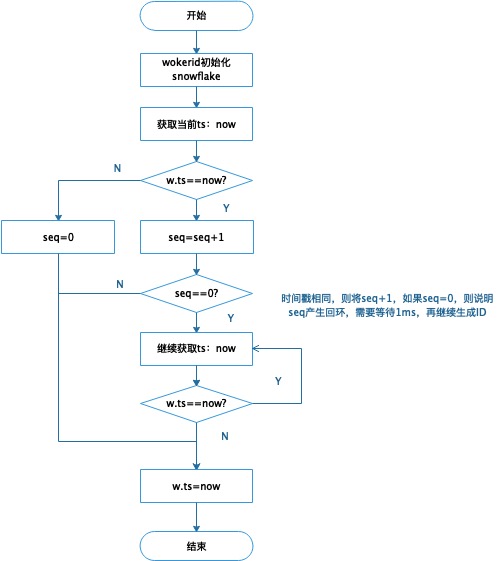 开始
wokerid初始化
snowflake
获取当前ts：now
N
w.ts==now?
Y
seq=0
seq=seq+1
N
seq==0?
时间戳相同，则将seq+1，如果seq=0，则说明
seq产生回环，需要等待1ms，再继续生成ID
Y
继续获取ts：now
Y
w.ts==now?
N
w.ts=now
结束